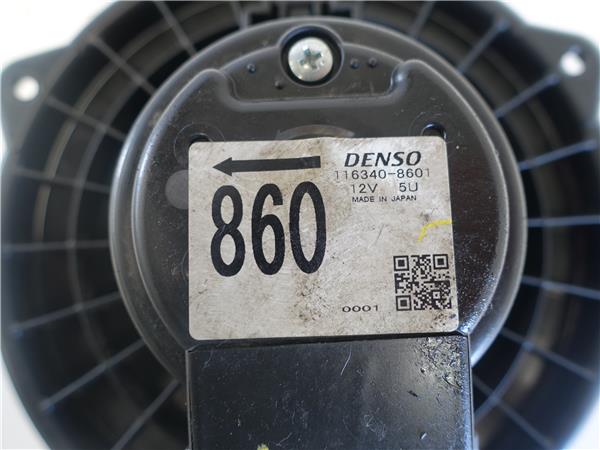 DENSO
116340-8601
12V 5U
MADE IN JAPAN
860
0001